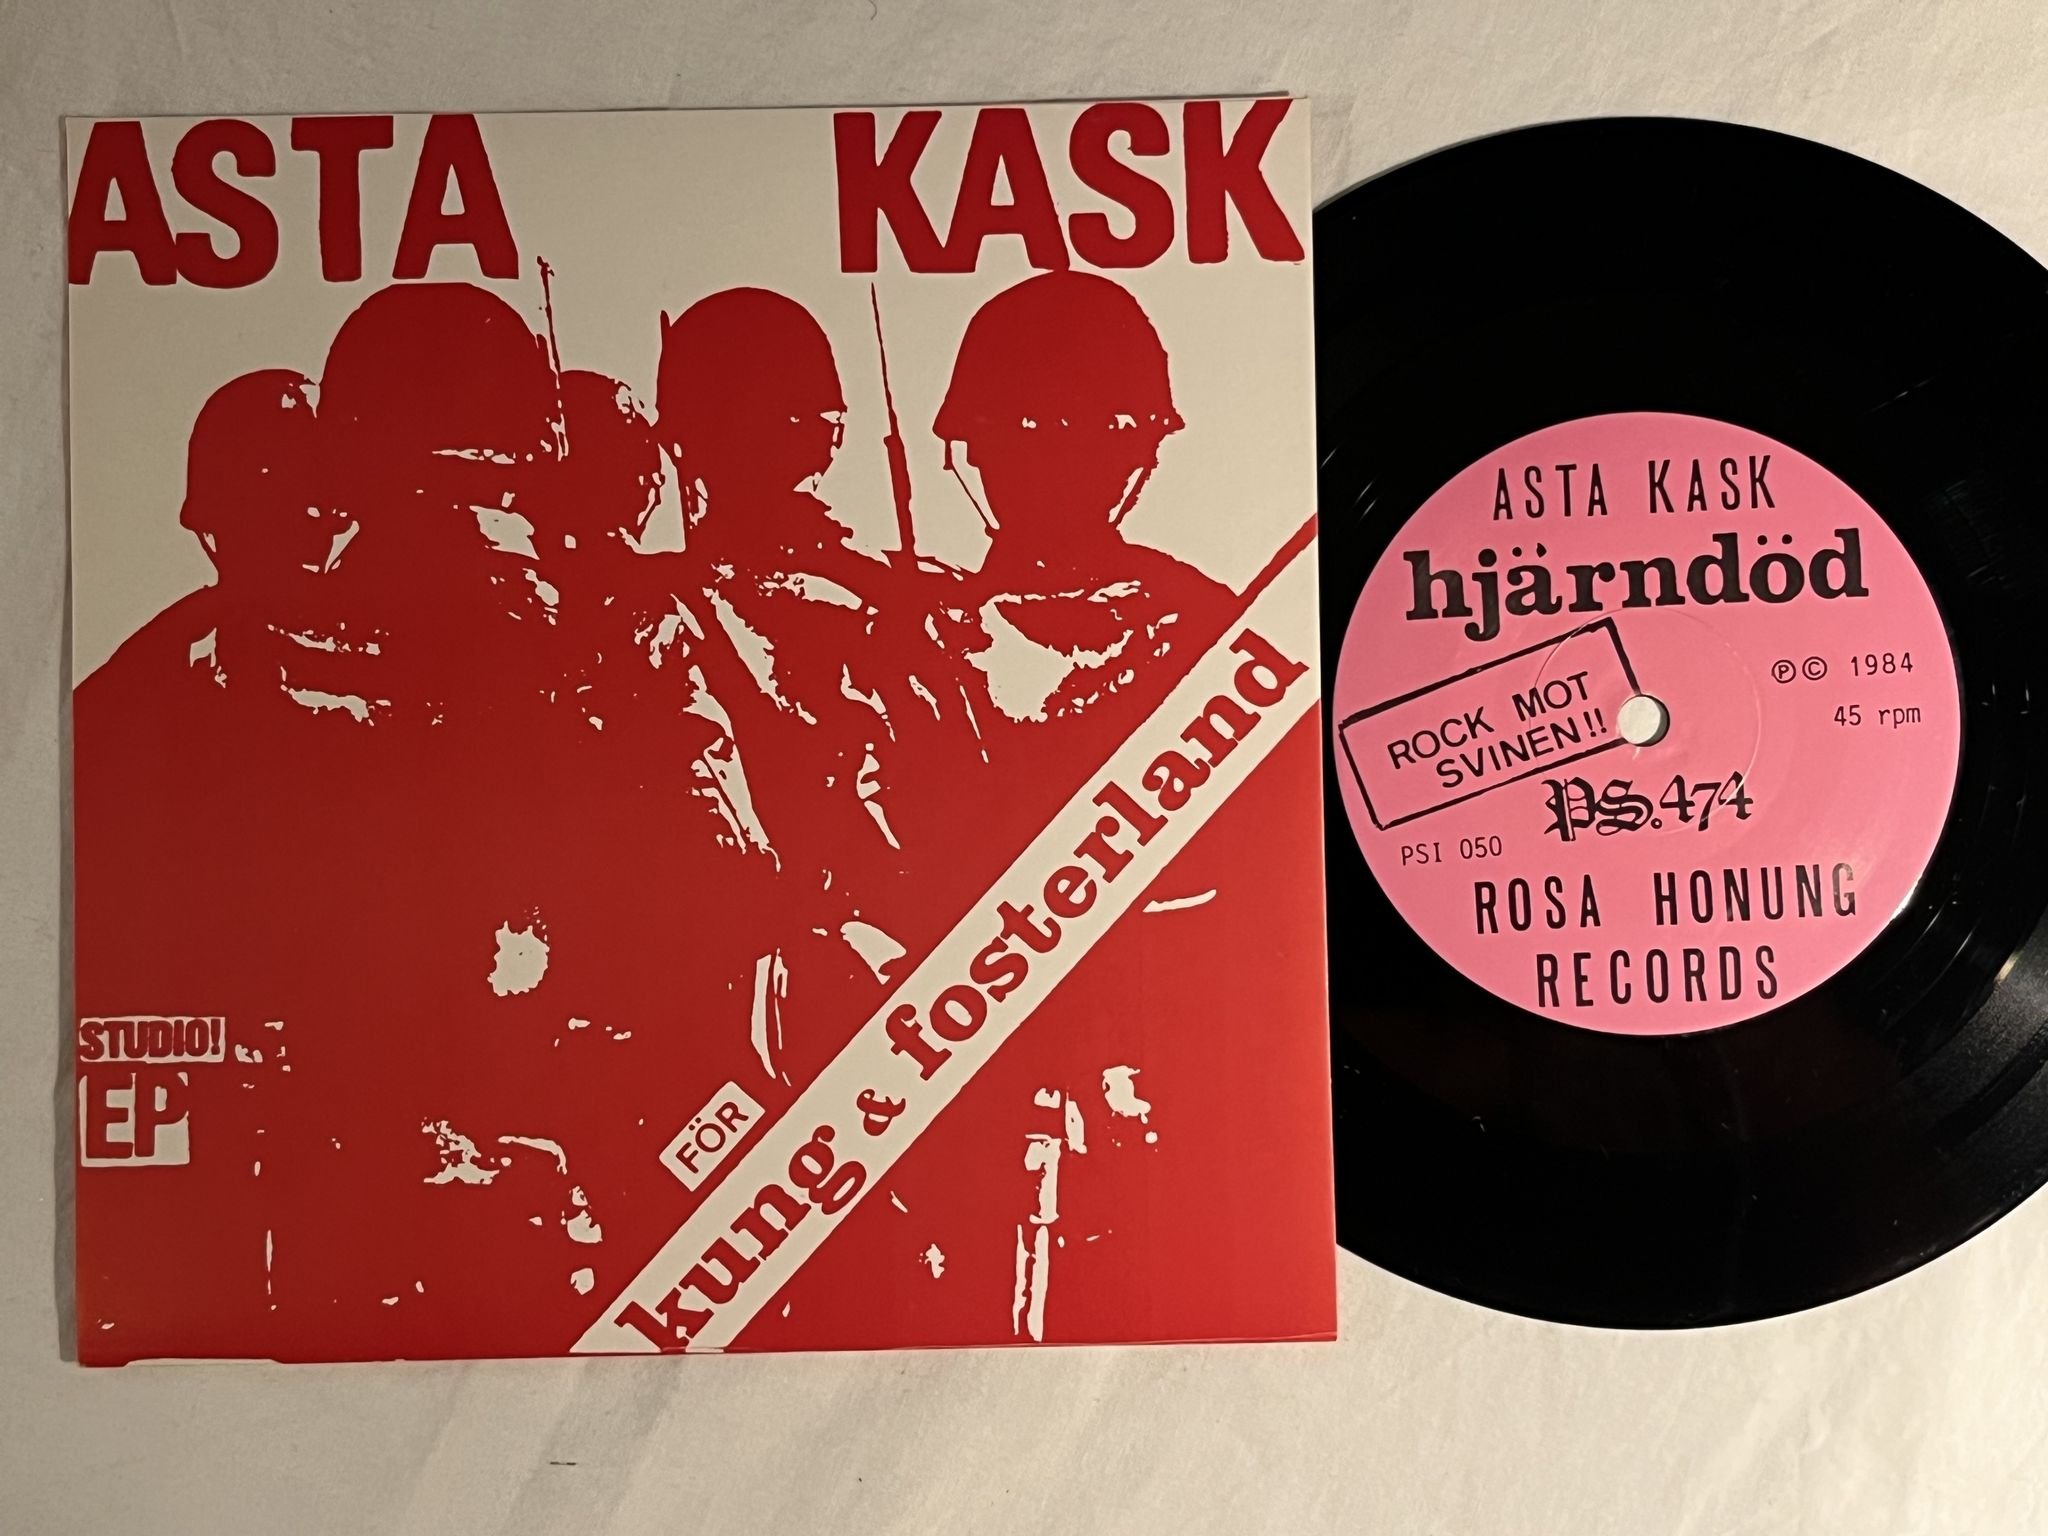 ASTA KASK
STUDIO!
EP
FÖR
kung & fosterland
ASTA KASK
hjärndöd
ROCK MOT
SVINEN!!
℗© 1984
45 rpm
PS.474
PSI 050
ROSA HONUNG
RECORDS